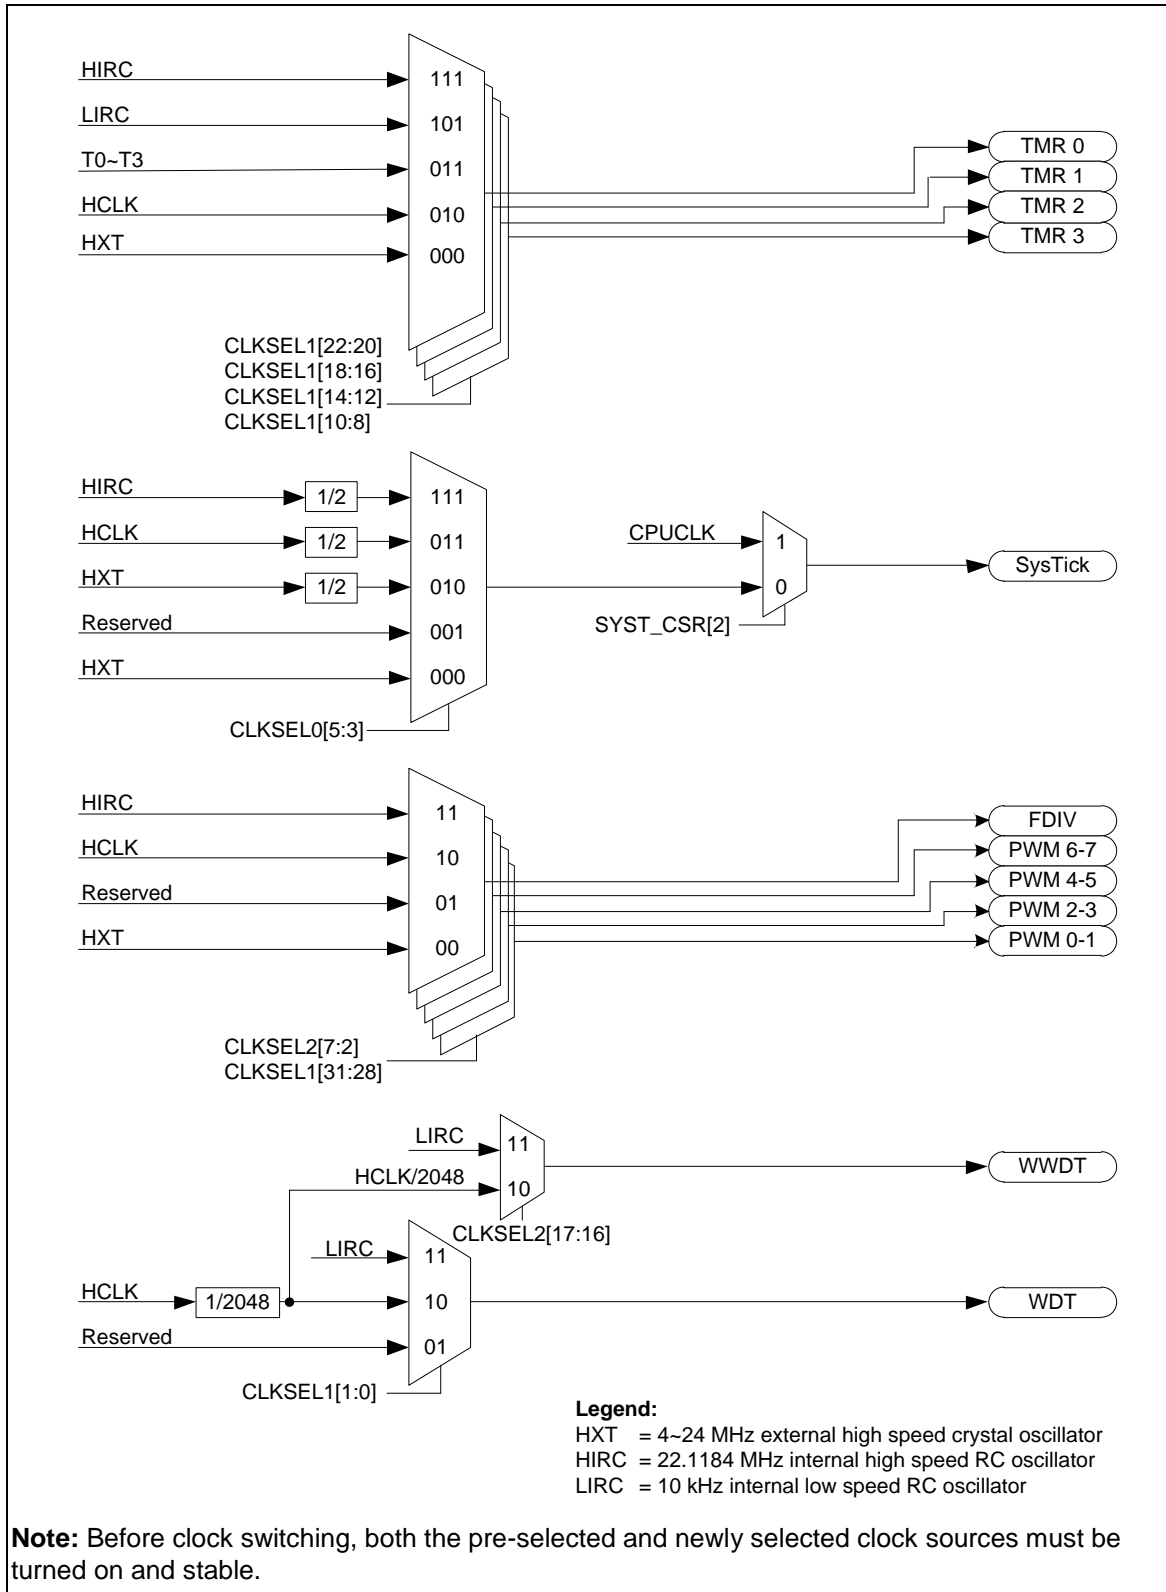 HIRC
111
LIRC
101
T0~T3
011
HCLK
010
HXT
000
TMR 0
TMR 1
TMR 2
TMR 3
CLKSEL1[22:20]
CLKSEL1[18:16]
CLKSEL1[14:12]
CLKSEL1[10:8]
HIRC
1/2
111
HCLK
1/2
011
HXT
1/2
010
Reserved
001
HXT
000
CLKSEL0[5:3]
CPUCLK
1
0
SYST_CSR[2]
SysTick
HIRC
11
HCLK
10
Reserved
01
HXT
00
FDIV
PWM 6-7
PWM 4-5
PWM 2-3
PWM 0-1
CLKSEL2[7:2]
CLKSEL1[31:28]
LIRC
11
HCLK/2048
10
WWDT
CLKSEL2[17:16]
LIRC
11
HCLK
1/2048
10
WDT
Reserved
01
CLKSEL1[1:0]
Legend:
HXT = 4~24 MHz external high speed crystal oscillator
HIRC = 22.1184 MHz internal high speed RC oscillator
LIRC = 10 kHz internal low speed RC oscillator
Note: Before clock switching, both the pre-selected and newly selected clock sources must be
turned on and stable.